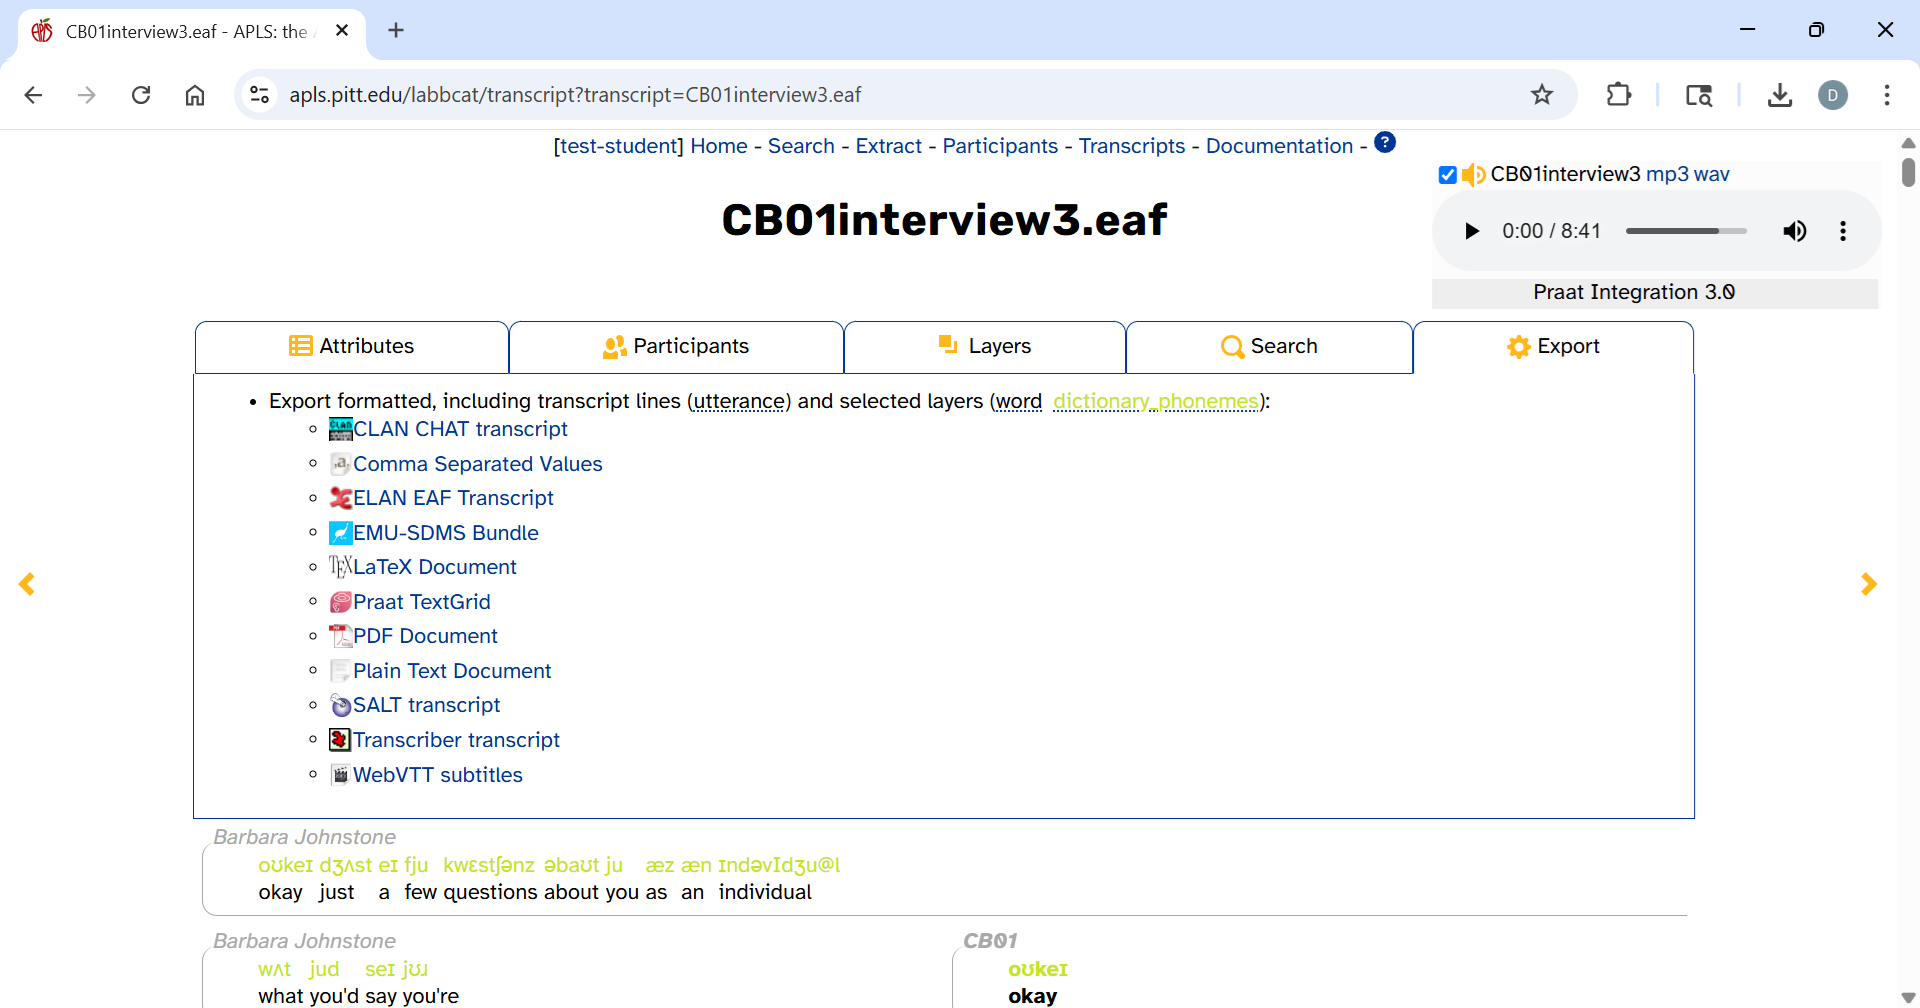 CB01interview3.eaf - APLS: the
apls.pitt.edu/labbcat/transcript?transcript=CB01interview3.eaf
D
[test-student] Home - Search - Extract - Participants - Transcripts - Documentation - ?
CB01interview3 mp3 wav
CB01interview3.eaf
0:00 / 8:41
Praat Integration 3.0
Attributes
Participants
Layers
Search
Export
• Export formatted, including transcript lines (utterance) and selected layers (word dictionary_phonemes):
CLAN CHAT transcript
Comma Separated Values
ELAN EAF Transcript
EMU-SDMS Bundle
LaTeX Document
Praat TextGrid
PDF Document
Plain Text Document
SALT transcript
Transcriber transcript
WebVTT subtitles
Barbara Johnstone
oʊkeɪ dʒʌst eɪ fju kwɛstʃənz əbaʊt ju æz æn ɪndəvɪdʒu@l
okay just a few questions about you as an individual
Barbara Johnstone
wʌt jud seɪ jʊɹ
what you'd say you're
CB01
oʊkeɪ
okay